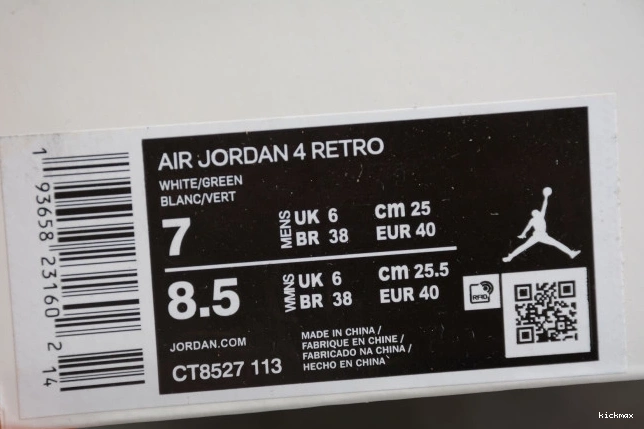 AIR JORDAN 4 RETRO
WHITE/GREEN
BLANC/VERT
7 MENS UK 6 cm 25
BR 38 EUR 40
8.5 WMNS UK 6 cm 25.5
BR 38 EUR 40
RFID
JORDAN.COM
CT8527 113
MADE IN CHINA /
FABRIQUE EN CHINE /
FABRICADO NA CHINA /
HECHO EN CHINA
1 93658 23160 2 14
kickmax